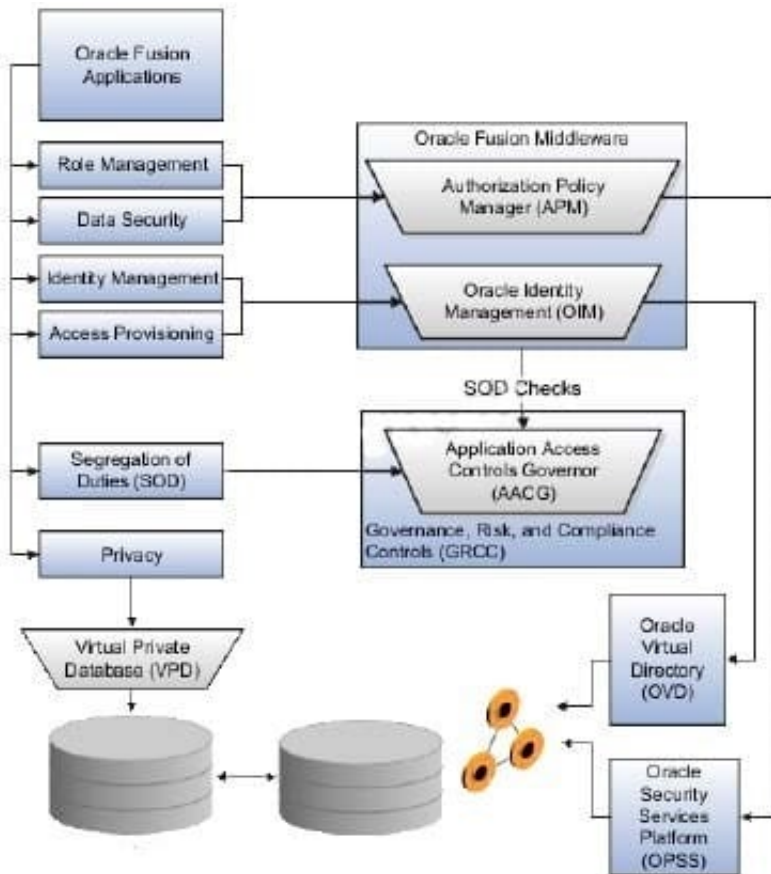 Oracle Fusion
Applications
Role Management
Data Security
Identity Management
Access Provisioning
Segregation of
Duties (SOD)
Privacy
Virtual Private
Database (VPD)
Oracle Fusion Middleware
Authorization Policy
Manager (APM)
Oracle Identity
Management (OIM)
SOD Checks
Application Access
Controls Governor
(AACG)
Governance, Risk, and Compliance
Controls (GRCC)
Oracle
Virtual
Directory
(OVD)
Oracle
Security
Services
Platform
(OPSS)